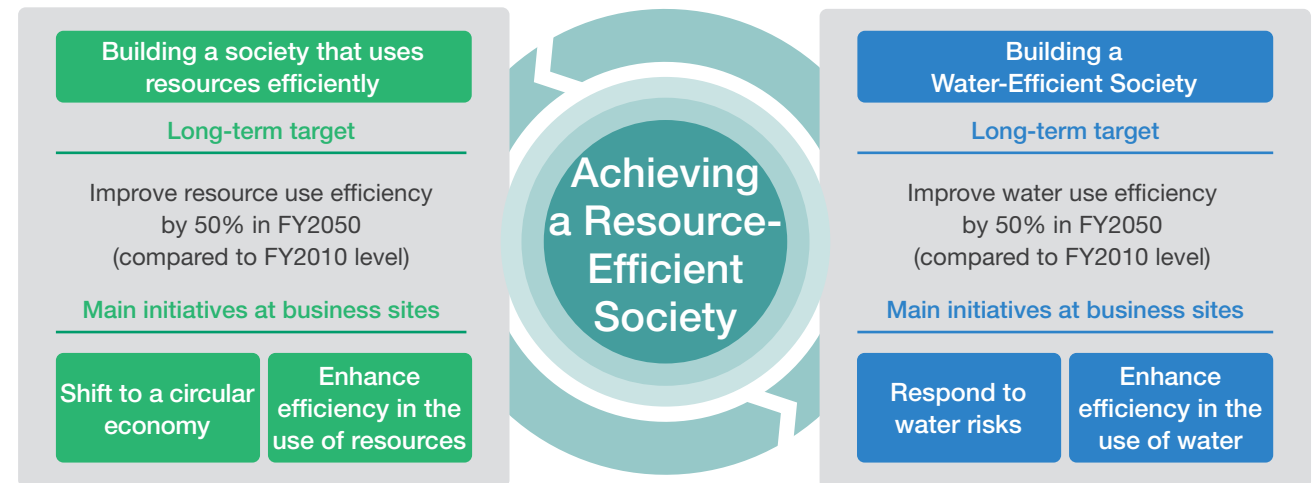 Building a society that uses
resources efficiently
Long-term target
Improve resource use efficiency
by 50% in FY2050
(compared to FY2010 level)
Main initiatives at business sites
Shift to a circular
economy
Enhance
efficiency in the
use of resources
Achieving
a Resource-
Efficient
Society
Building a
Water-Efficient Society
Long-term target
Improve water use efficiency
by 50% in FY2050
(compared to FY2010 level)
Main initiatives at business sites
Respond to
water risks
Enhance
efficiency in the
use of water